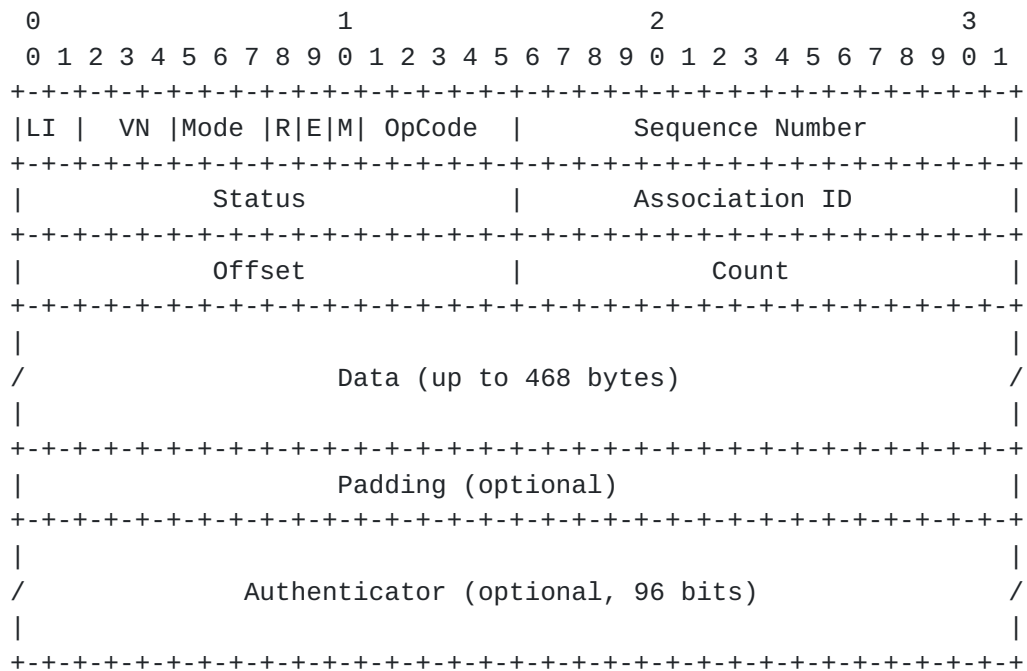 0                   1                   2                   3
 0 1 2 3 4 5 6 7 8 9 0 1 2 3 4 5 6 7 8 9 0 1 2 3 4 5 6 7 8 9 0 1
+-+-+-+-+-+-+-+-+-+-+-+-+-+-+-+-+-+-+-+-+-+-+-+-+-+-+-+-+-+-+-+-+
|LI |  VN |Mode |R|E|M| OpCode  |       Sequence Number         |
+-+-+-+-+-+-+-+-+-+-+-+-+-+-+-+-+-+-+-+-+-+-+-+-+-+-+-+-+-+-+-+-+
|            Status             |       Association ID          |
+-+-+-+-+-+-+-+-+-+-+-+-+-+-+-+-+-+-+-+-+-+-+-+-+-+-+-+-+-+-+-+-+
|            Offset             |            Count              |
+-+-+-+-+-+-+-+-+-+-+-+-+-+-+-+-+-+-+-+-+-+-+-+-+-+-+-+-+-+-+-+-+
|                                                               |
/                    Data (up to 468 bytes)                     /
|                                                               |
+-+-+-+-+-+-+-+-+-+-+-+-+-+-+-+-+-+-+-+-+-+-+-+-+-+-+-+-+-+-+-+-+
|                    Padding (optional)                         |
+-+-+-+-+-+-+-+-+-+-+-+-+-+-+-+-+-+-+-+-+-+-+-+-+-+-+-+-+-+-+-+-+
|                                                               |
/              Authenticator (optional, 96 bits)                /
|                                                               |
+-+-+-+-+-+-+-+-+-+-+-+-+-+-+-+-+-+-+-+-+-+-+-+-+-+-+-+-+-+-+-+-+